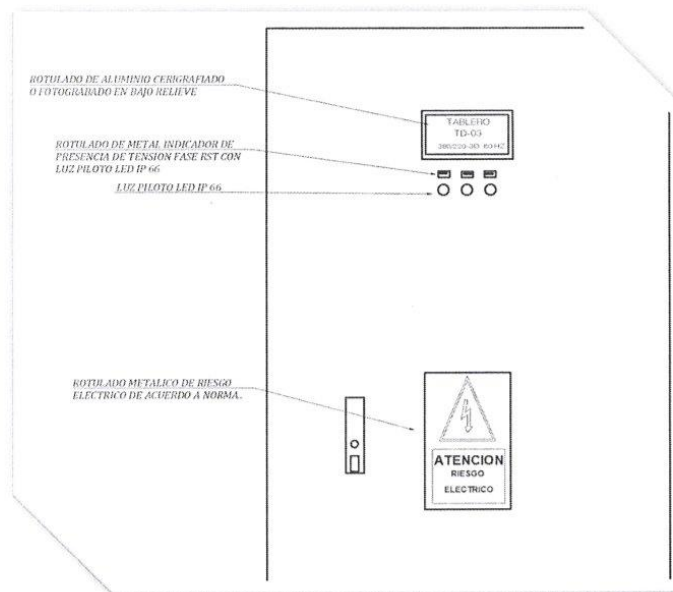 ROTULADO DE ALUMINIO CERIGRAFIADO
O FOTOGRABADO EN BAJO RELIEVE
TABLERO
TD-03
380/220-3Ø 60 HZ
ROTULADO DE METAL INDICADOR DE
PRESENCIA DE TENSION FASE RST CON
LUZ PILOTO LED IP 66
LUZ PILOTO LED IP 66
ROTULADO METALICO DE RIESGO
ELECTRICO DE ACUERDO A NORMA.
ATENCION
RIESGO
ELECTRICO